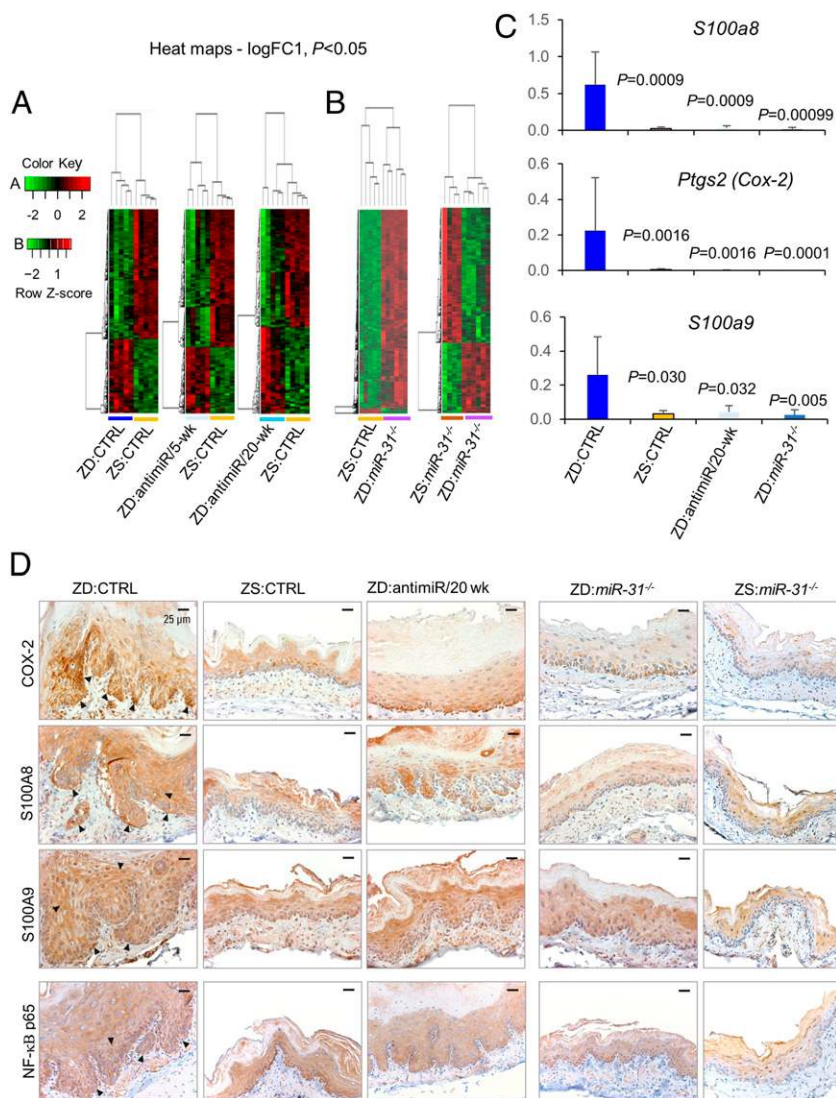 Heat maps - logFC1, P<0.05
A
Color Key
A
-2 0 2
B
-2 1
Row Z-score
ZD:CTRL
ZS:CTRL
ZD:antimiR/5-wk
ZS:CTRL
ZD:antimiR/20-wk
ZS:CTRL
B
ZS:CTRL
ZD:miR-31-/-
ZS:miR-31-/-
ZD:miR-31-/-
C
S100a8
1.5
1.0
0.5
0.0
P=0.0009
P=0.0009
P=0.00099
Ptgs2 (Cox-2)
0.6
0.4
0.2
0.0
P=0.0016
P=0.0016
P=0.0001
S100a9
0.6
0.4
0.2
0.0
P=0.030
P=0.032
P=0.005
ZD:CTRL
ZS:CTRL
ZD:antimiR/20-wk
ZD:miR-31-/-
D
ZD:CTRL
ZS:CTRL
ZD:antimiR/20 wk
ZD:miR-31-/-
ZS:miR-31-/-
25 µm
COX-2
S100A8
S100A9
NF-κB p65